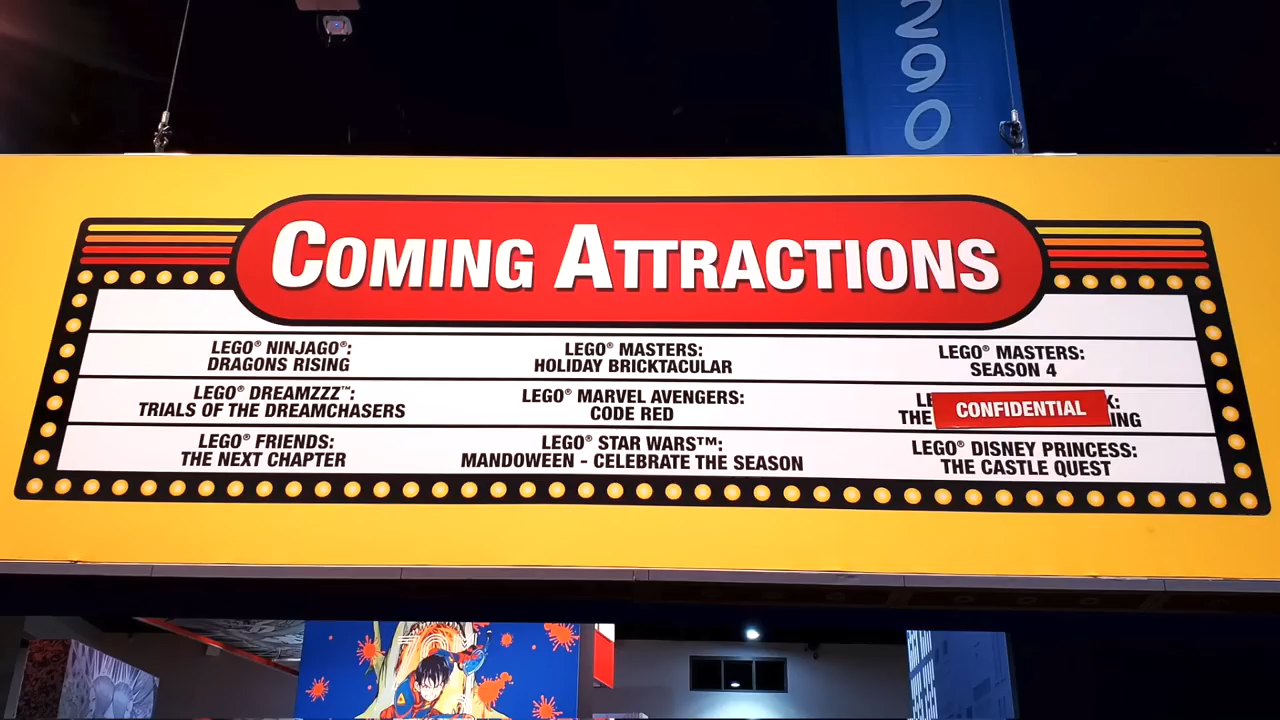 290
COMING ATTRACTIONS
LEGO® NINJAGO®:
DRAGONS RISING
LEGO® MASTERS:
HOLIDAY BRICKTACULAR
LEGO® MASTERS:
SEASON 4
LEGO® DREAMZZZ™:
TRIALS OF THE DREAMCHASERS
LEGO® MARVEL AVENGERS:
CODE RED
CONFIDENTIAL
THE
LEGO® FRIENDS:
THE NEXT CHAPTER
LEGO® STAR WARS™:
MANDOWEEN - CELEBRATE THE SEASON
LEGO® DISNEY PRINCESS:
THE CASTLE QUEST